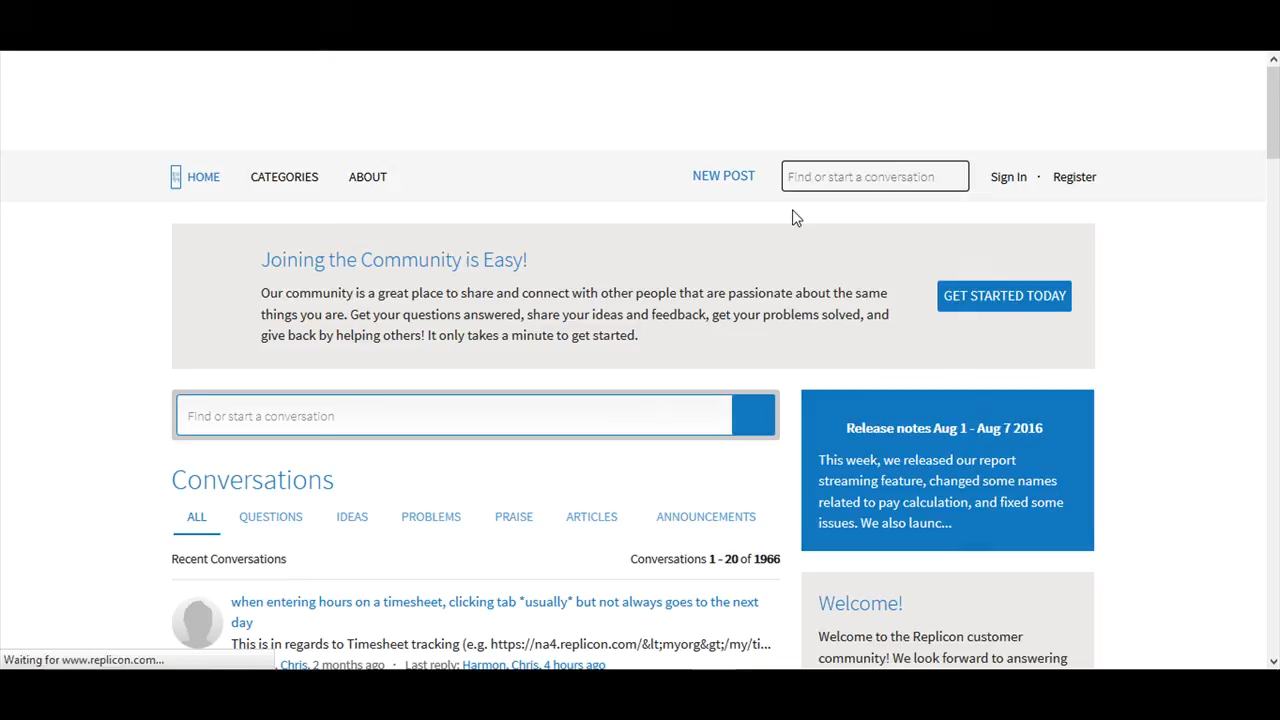 HOME CATEGORIES ABOUT NEW POST Find or start a conversation Sign In · Register
Joining the Community is Easy!
Our community is a great place to share and connect with other people that are passionate about the same
things you are. Get your questions answered, share your ideas and feedback, get your problems solved, and
give back by helping others! It only takes a minute to get started.
GET STARTED TODAY
Find or start a conversation
Conversations
ALL QUESTIONS IDEAS PROBLEMS PRAISE ARTICLES ANNOUNCEMENTS
Recent Conversations Conversations 1 - 20 of 1966
when entering hours on a timesheet, clicking tab *usually* but not always goes to the next
day
This is in regards to Timesheet tracking (e.g. https://na4.replicon.com/&lt;myorg&gt;/my/ti...
, Chris, 2 months ago · Last reply: Harmon, Chris, 4 hours ago
Release notes Aug 1 - Aug 7 2016
This week, we released our report
streaming feature, changed some names
related to pay calculation, and fixed some
issues. We also launc...
Welcome!
Welcome to the Replicon customer
community! We look forward to answering
Waiting for www.replicon.com...